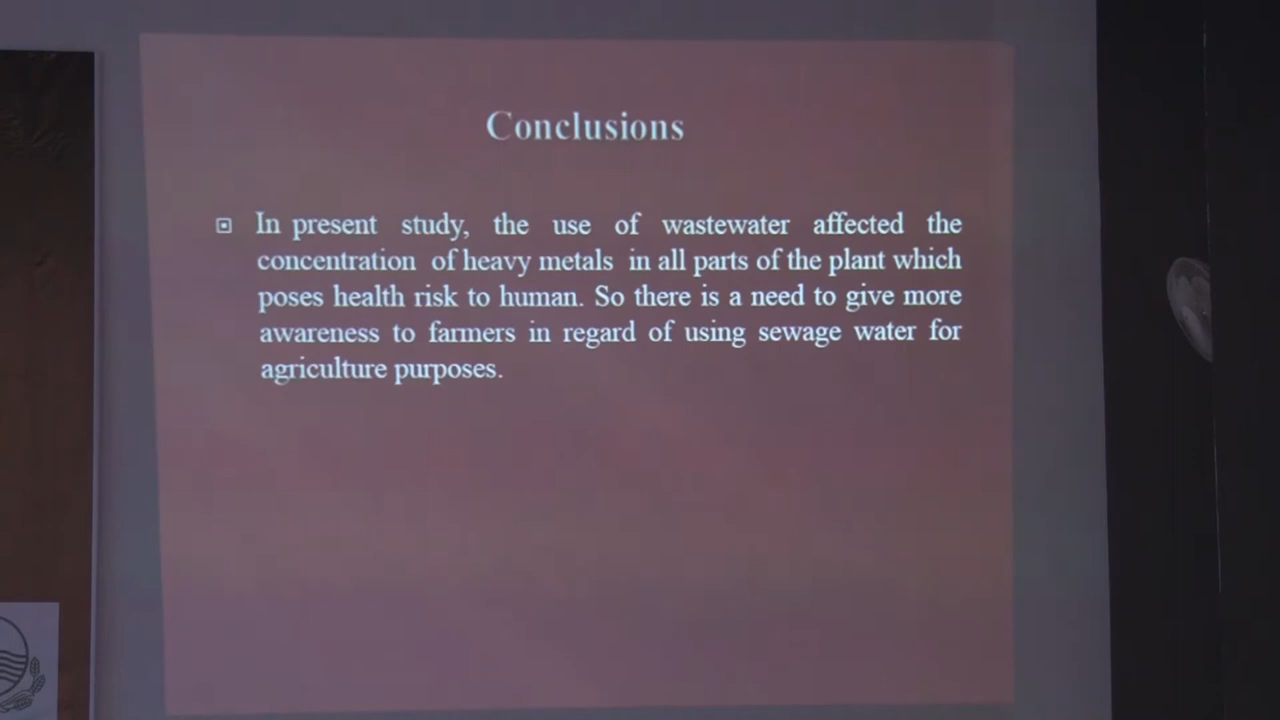 Conclusions
In present study, the use of wastewater affected the
concentration of heavy metals in all parts of the plant which
poses health risk to human. So there is a need to give more
awareness to farmers in regard of using sewage water for
agriculture purposes.